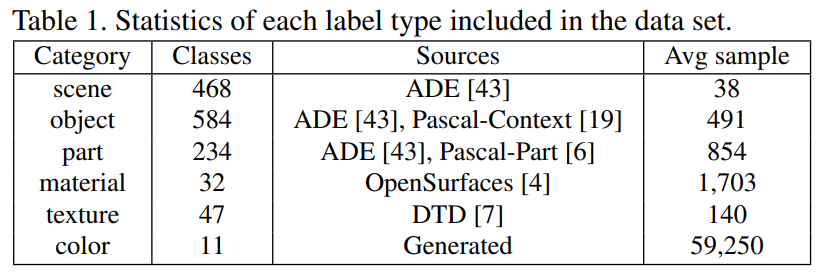 Table 1. Statistics of each label type included in the data set.
Category Classes Sources Avg sample
scene 468 ADE [43] 38
object 584 ADE [43], Pascal-Context [19] 491
part 234 ADE [43], Pascal-Part [6] 854
material 32 OpenSurfaces [4] 1,703
texture 47 DTD [7] 140
color 11 Generated 59,250